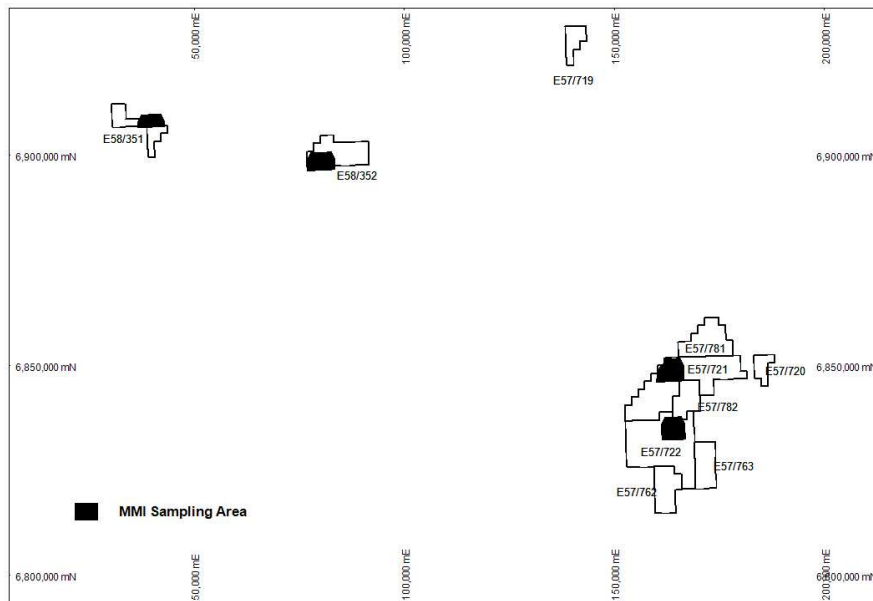 50,000 mE
100,000 mE
150,000 mE
200,000 mE
E57/719
E58/351
6,900,000 mN
6,900,000 mN
E58/352
E57/781
6,850,000 mN
E57/721
E57/720
6,850,000 mN
E57/782
E57/722
E57/763
E57/762
MMI Sampling Area
50,000 mE
100,000 mE
150,000 mE
200,000 mE
6,800,000 mN
6,800,000 mN